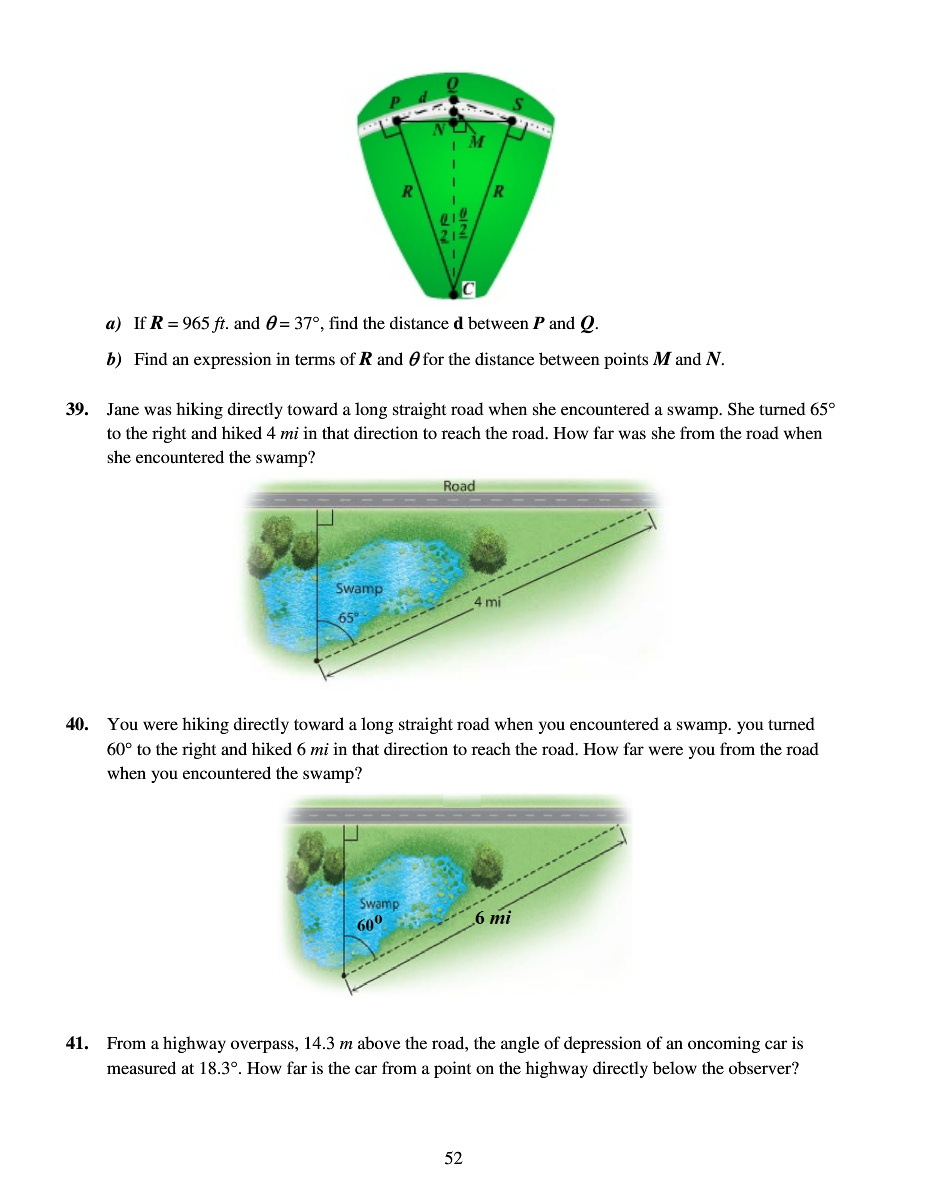 Q
P d S
N
M
R R
θ θ
2 2
C
a) If R = 965 ft. and θ = 37°, find the distance d between P and Q.
b) Find an expression in terms of R and θ for the distance between points M and N.
39. Jane was hiking directly toward a long straight road when she encountered a swamp. She turned 65°
to the right and hiked 4 mi in that direction to reach the road. How far was she from the road when
she encountered the swamp?
Road
Swamp
65°
4 mi
40. You were hiking directly toward a long straight road when you encountered a swamp. you turned
60° to the right and hiked 6 mi in that direction to reach the road. How far were you from the road
when you encountered the swamp?
Swamp
60⁰
6 mi
41. From a highway overpass, 14.3 m above the road, the angle of depression of an oncoming car is
measured at 18.3°. How far is the car from a point on the highway directly below the observer?
52